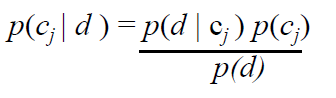 p(cⱼ | d ) = p(d | cⱼ ) p(cⱼ)
p(d)